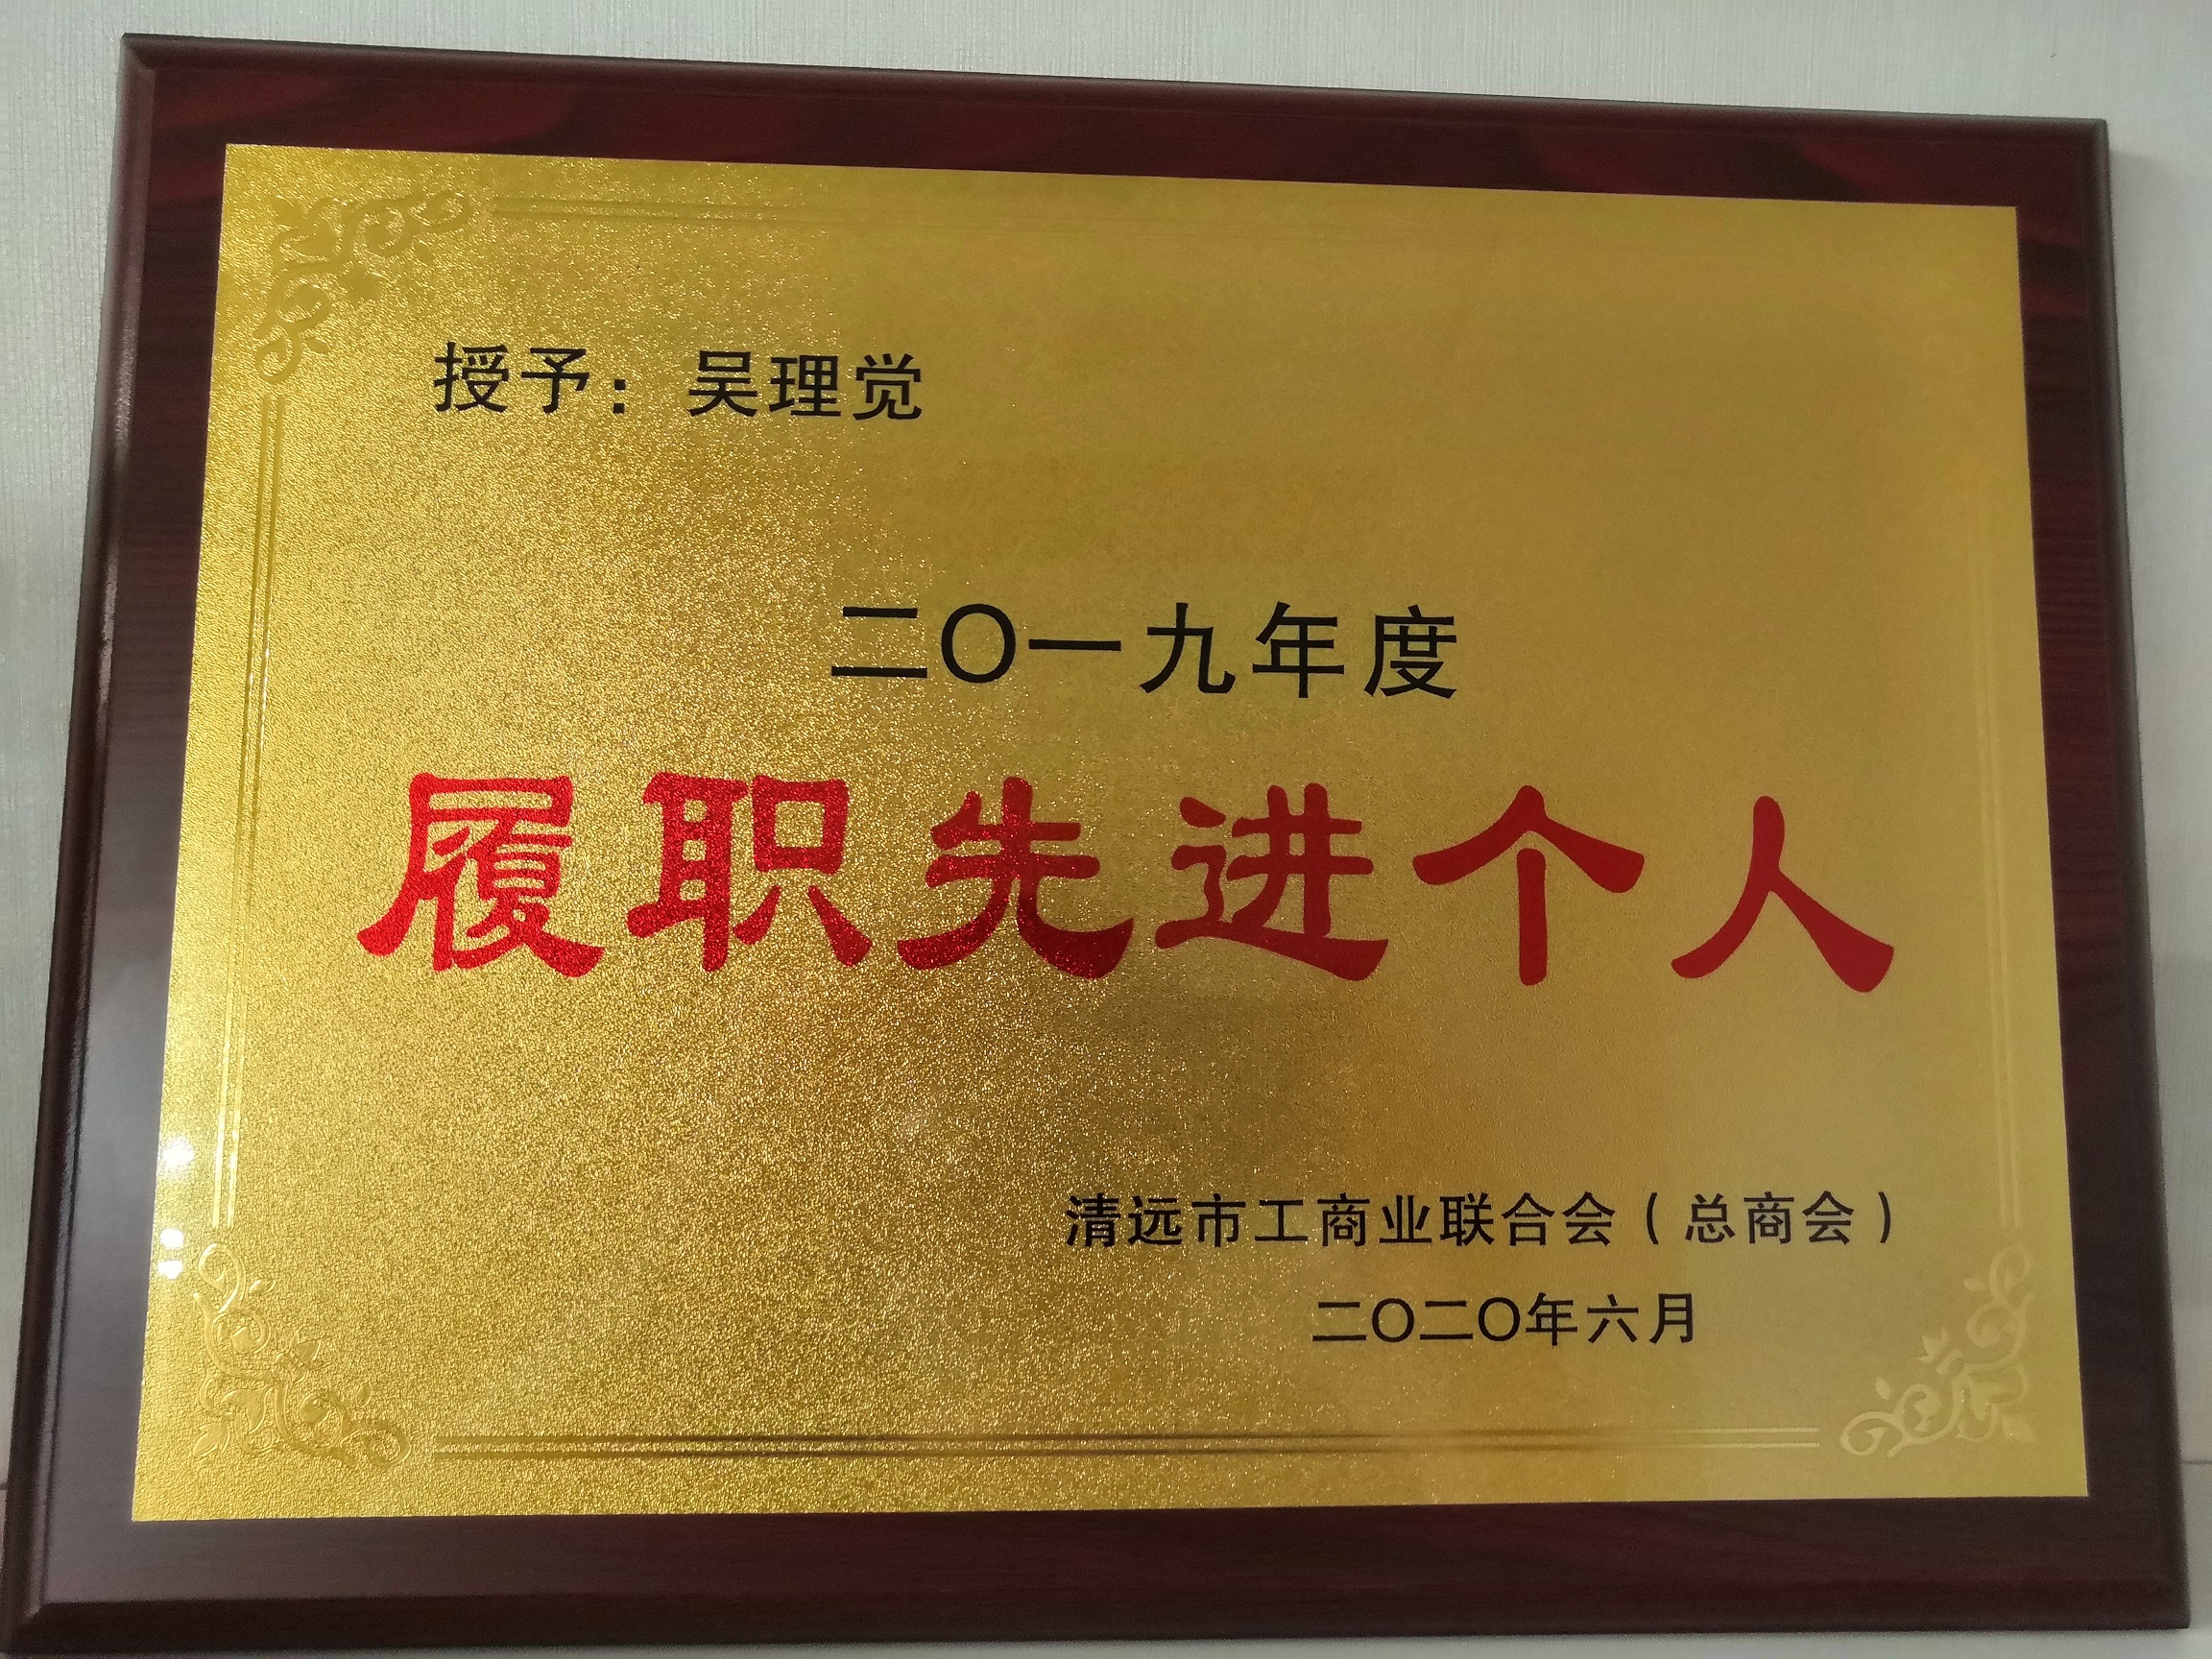 授予：吴理觉
二〇一九年度
履职先进个人
清远市工商业联合会（总商会）
二〇二〇年六月